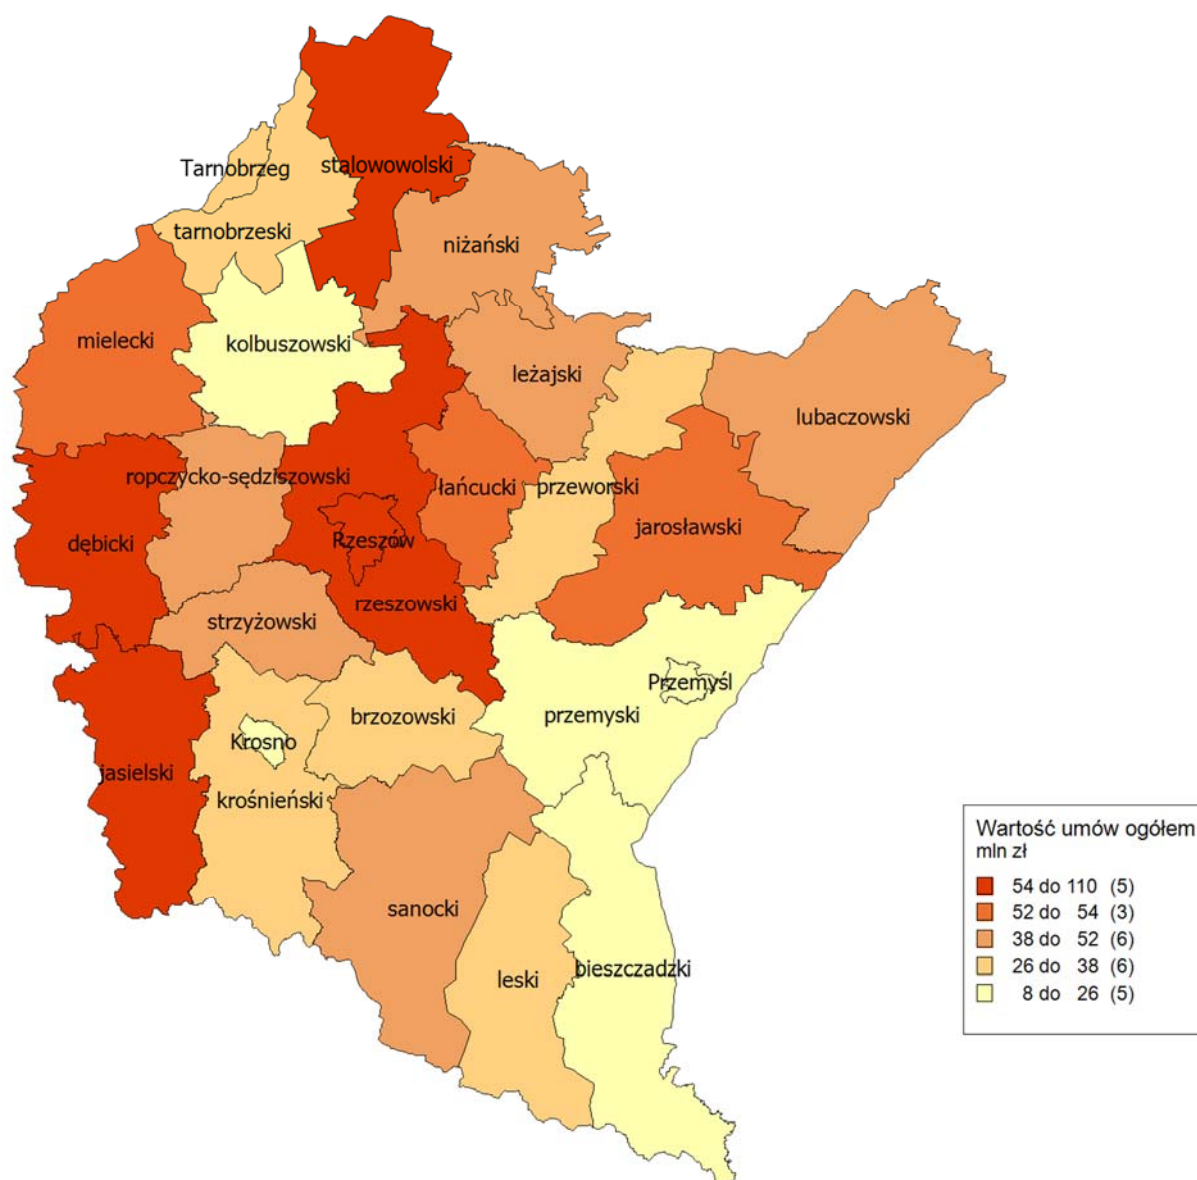 Tarnobrzeg
stalowowolski
tarnobrzeski
niżański
mielecki
kolbuszowski
leżajski
lubaczowski
ropczycko-sędziszowski
łańcucki
przeworski
jarosławski
dębicki
Rzeszów
rzeszowski
strzyżowski
Przemyśl
przemyski
brzozowski
Krosno
jasielski
krośnieński
sanocki
leski
bieszczadzki
Wartość umów ogółem
mln zł
54 do 110 (5)
52 do 54 (3)
38 do 52 (6)
26 do 38 (6)
8 do 26 (5)